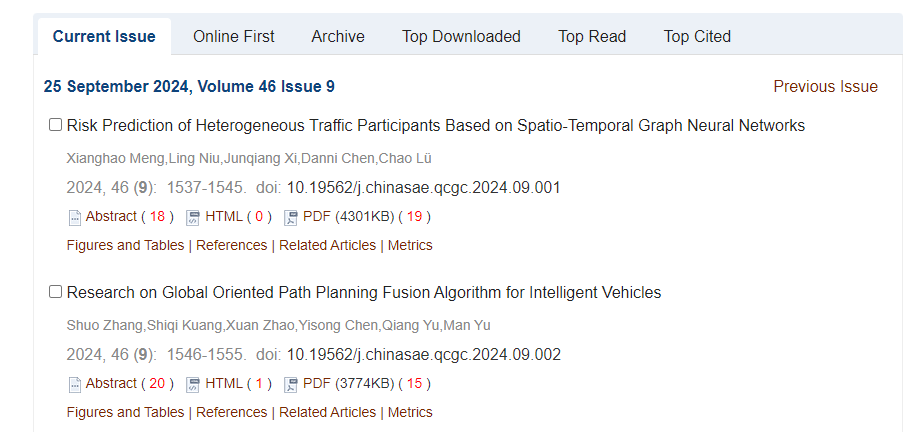 Current Issue Online First Archive Top Downloaded Top Read Top Cited
25 September 2024, Volume 46 Issue 9 Previous Issue
Risk Prediction of Heterogeneous Traffic Participants Based on Spatio-Temporal Graph Neural Networks
Xianghao Meng,Ling Niu,Junqiang Xi,Danni Chen,Chao Lü
2024, 46 (9): 1537-1545. doi: 10.19562/j.chinasae.qcgc.2024.09.001
Abstract ( 18 ) HTML ( 0 ) PDF (4301KB) ( 19 )
Figures and Tables | References | Related Articles | Metrics
Research on Global Oriented Path Planning Fusion Algorithm for Intelligent Vehicles
Shuo Zhang,Shiqi Kuang,Xuan Zhao,Yisong Chen,Qiang Yu,Man Yu
2024, 46 (9): 1546-1555. doi: 10.19562/j.chinasae.qcgc.2024.09.002
Abstract ( 20 ) HTML ( 1 ) PDF (3774KB) ( 15 )
Figures and Tables | References | Related Articles | Metrics